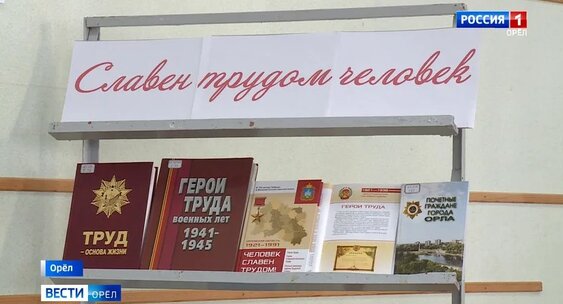 РОССИЯ 1
ОРЁЛ
Славен трудом человек
ТРУД
– ОСНОВА ЖИЗНИ
ГЕРОИ
ТРУДА
ВОЕННЫХ ЛЕТ
1941-
1945
1921-1991
ЧЕЛОВЕК
СЛАВЕН
ТРУДОМ!
ГЕРОИ ТРУДА
ПОЧЕТНЫЕ
ГРАЖДАНЕ
ГОРОДА
ОРЛА
Орёл
ВЕСТИ ОРЁЛ